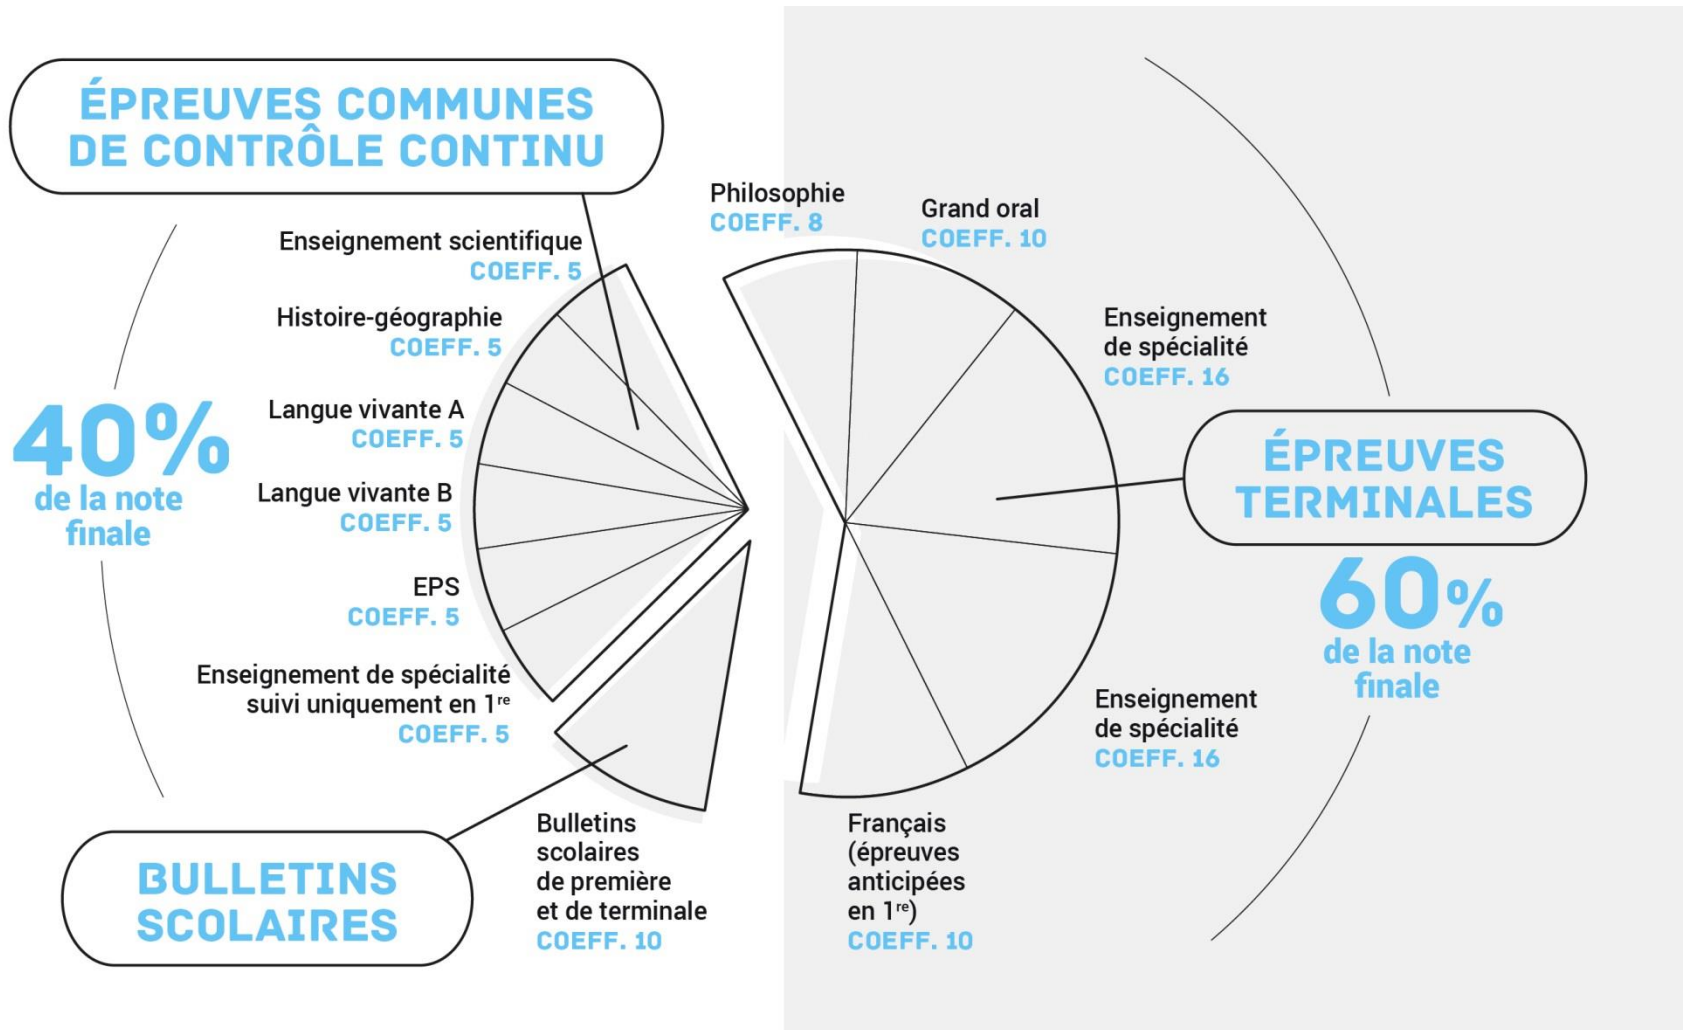 ÉPREUVES COMMUNES
DE CONTRÔLE CONTINU
Enseignement scientifique
COEFF. 5
Histoire-géographie
COEFF. 5
Langue vivante A
COEFF. 5
Langue vivante B
COEFF. 5
EPS
COEFF. 5
Enseignement de spécialité
suivi uniquement en 1re
COEFF. 5
40%
de la note
finale
BULLETINS
SCOLAIRES
Bulletins
scolaires
de première
et de terminale
COEFF. 10
Philosophie
COEFF. 8
Grand oral
COEFF. 10
Enseignement
de spécialité
COEFF. 16
ÉPREUVES
TERMINALES
60%
de la note
finale
Enseignement
de spécialité
COEFF. 16
Français
(épreuves
anticipées
en 1re)
COEFF. 10